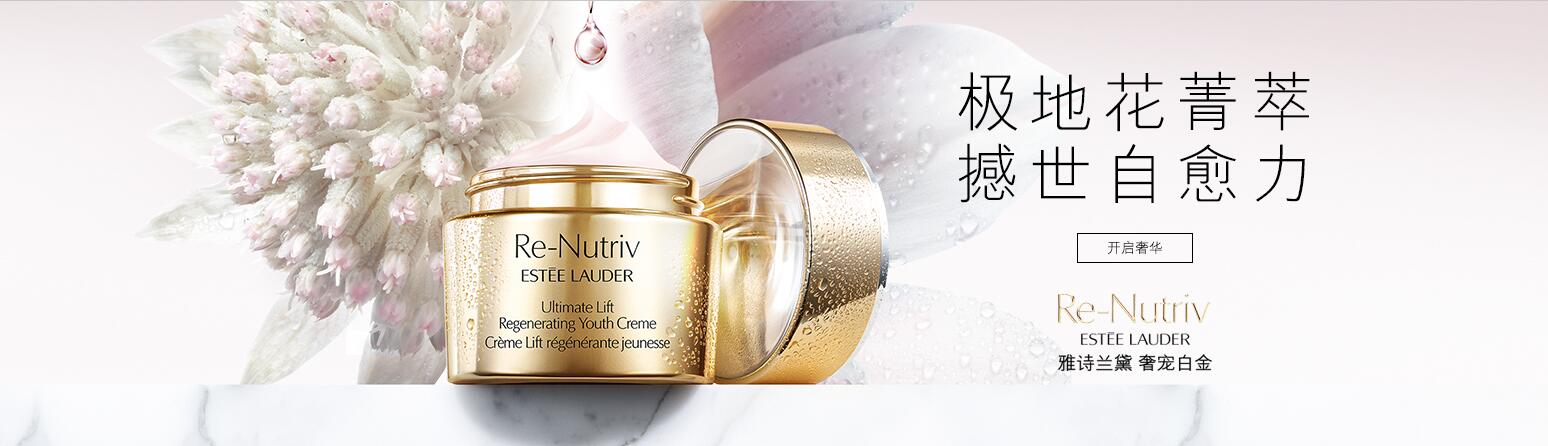 Re-Nutriv
ESTĒE LAUDER
Ultimate Lift
Regenerating Youth Creme
Crème Lift régénérante jeunesse
极地花菁萃
撼世自愈力
开启奢华
Re-Nutriv
ESTĒE LAUDER
雅诗兰黛 奢宠白金